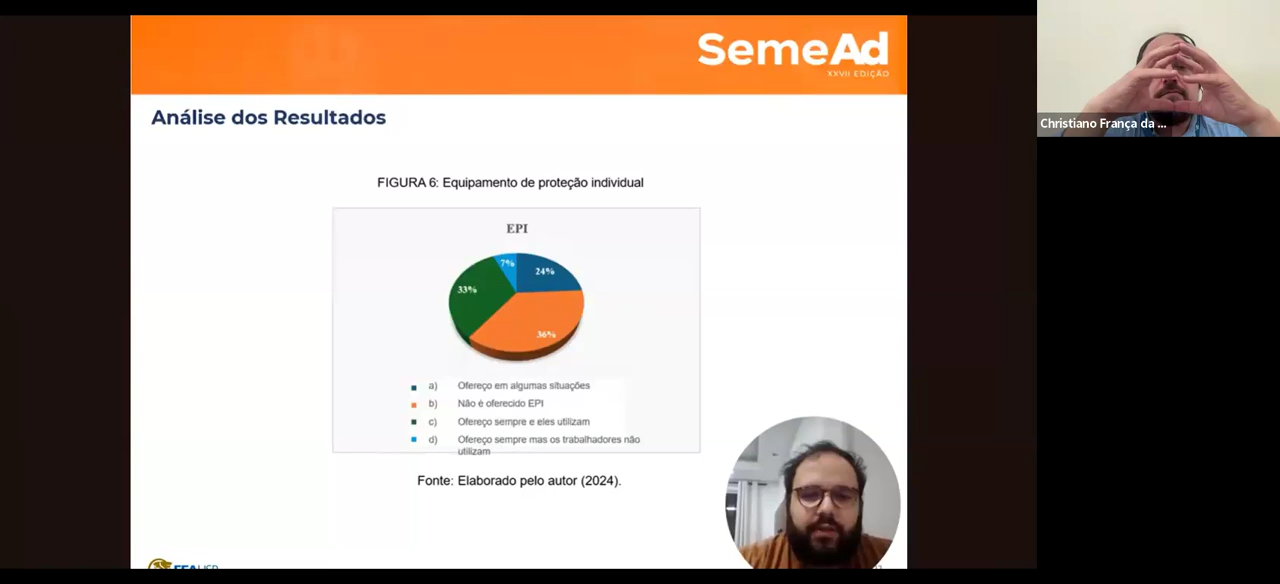 SemeAd
XXVII EDIÇÃO
Christiano França da ...
Análise dos Resultados
FIGURA 6: Equipamento de proteção individual
EPI
7%
24%
33%
36%
a) Ofereço em algumas situações
b) Não é oferecido EPI
c) Ofereço sempre e eles utilizam
d) Ofereço sempre mas os trabalhadores não
utilizam
Fonte: Elaborado pelo autor (2024).